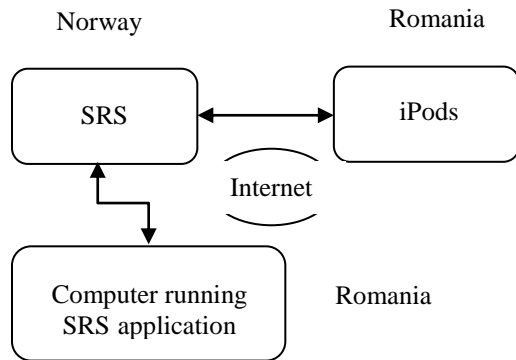 Norway
Romania
SRS
iPods
Internet
Computer running
SRS application
Romania